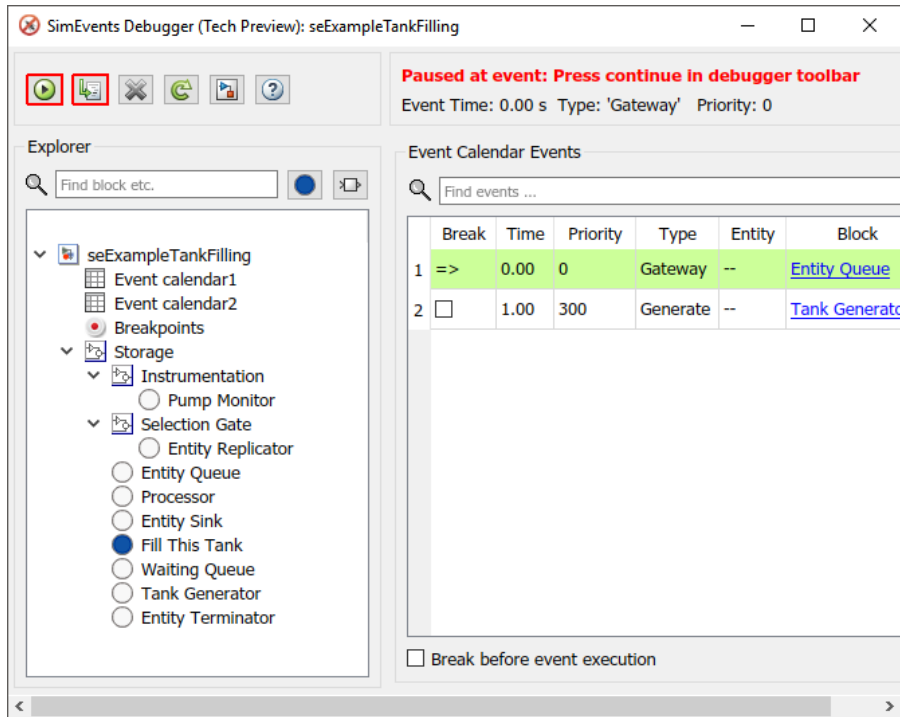 SimEvents Debugger (Tech Preview): seExampleTankFilling
Paused at event: Press continue in debugger toolbar
Event Time: 0.00 s Type: 'Gateway' Priority: 0
Explorer
Find block etc.
seExampleTankFilling
Event calendar1
Event calendar2
Breakpoints
Storage
Instrumentation
Pump Monitor
Selection Gate
Entity Replicator
Entity Queue
Processor
Entity Sink
Fill This Tank
Waiting Queue
Tank Generator
Entity Terminator
Event Calendar Events
Find events ...
Break Time Priority Type Entity Block
1 => 0.00 0 Gateway -- Entity Queue
2 1.00 300 Generate -- Tank Generato
Break before event execution